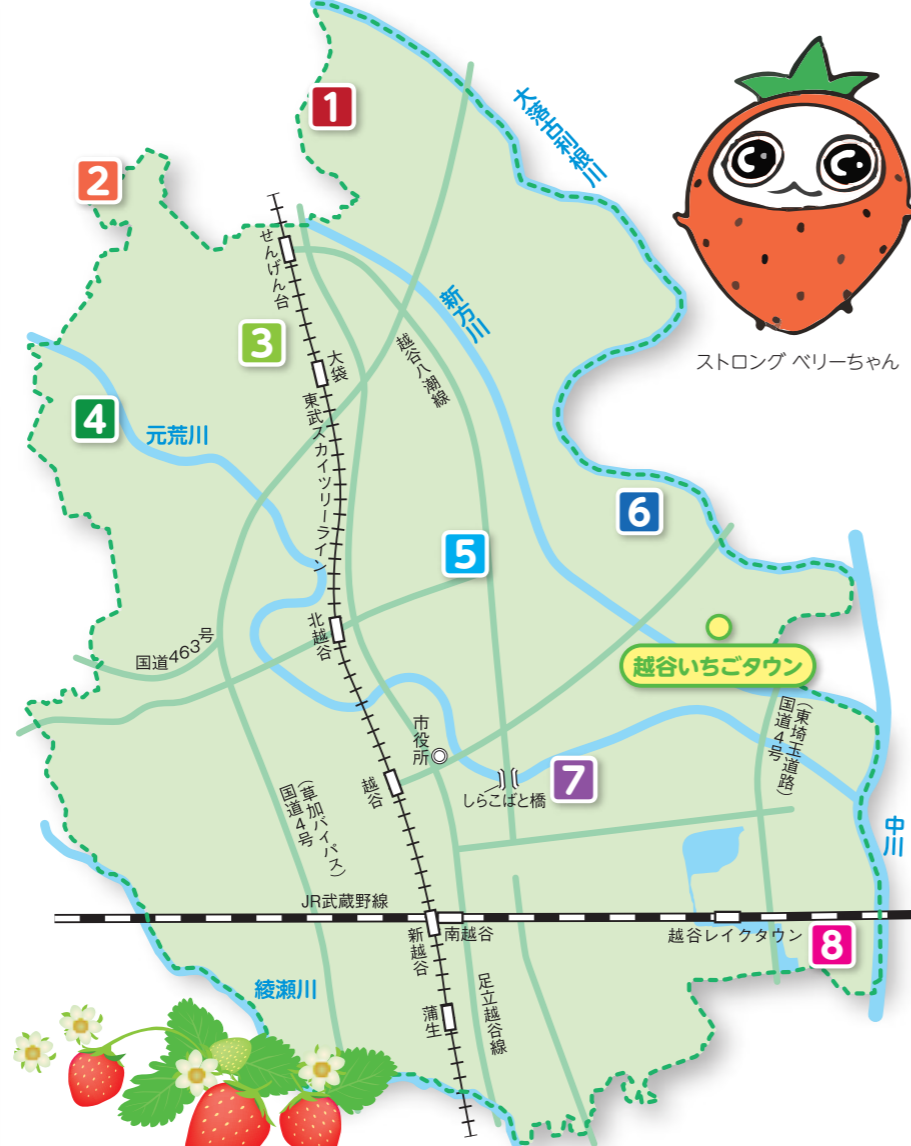 1
大落古利根川
2
せんげん台
新方川
3
大袋
越谷八潮線
ストロング ベリーちゃん
4
元荒川
東武スカイツリーライン
6
5
北越谷
国道463号
越谷いちごタウン
市役所
(東埼玉道路)
国道4号
越谷
しらこばと橋
7
(草加バイパス)
国道4号
中川
JR武蔵野線
新越谷
南越谷
越谷レイクタウン
8
綾瀬川
蒲生
足立越谷線